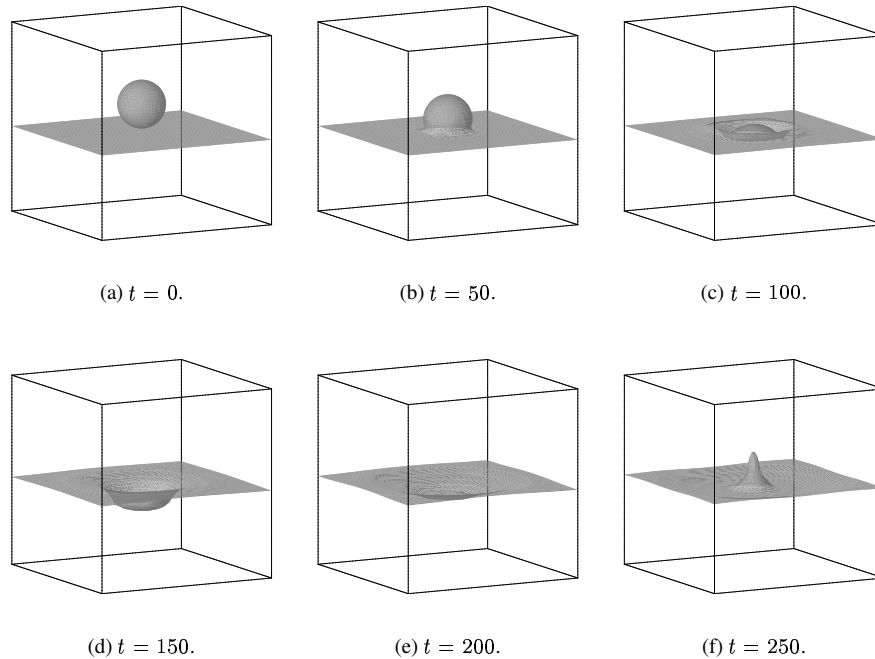 (a) t = 0.
(b) t = 50.
(c) t = 100.
(d) t = 150.
(e) t = 200.
(f) t = 250.